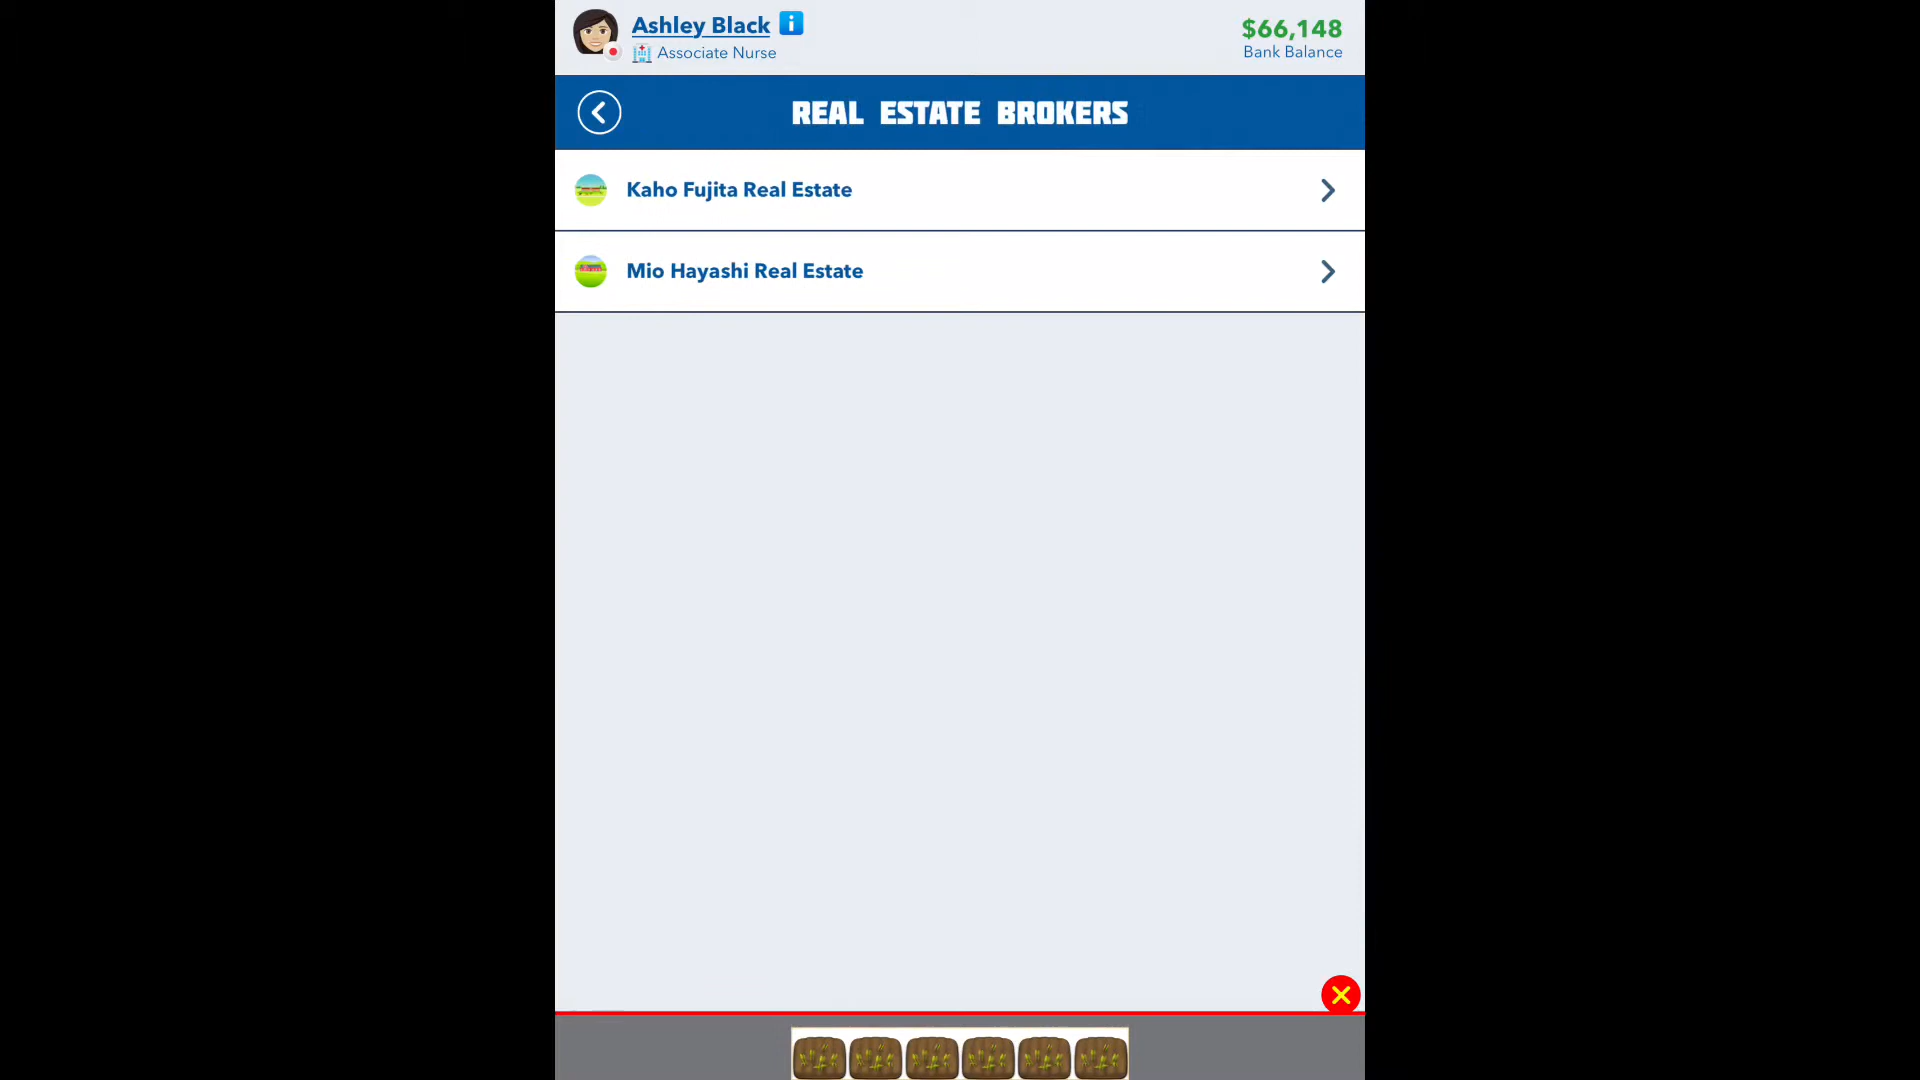 Ashley Black
Associate Nurse
$66,148
Bank Balance
REAL ESTATE BROKERS
Kaho Fujita Real Estate
Mio Hayashi Real Estate